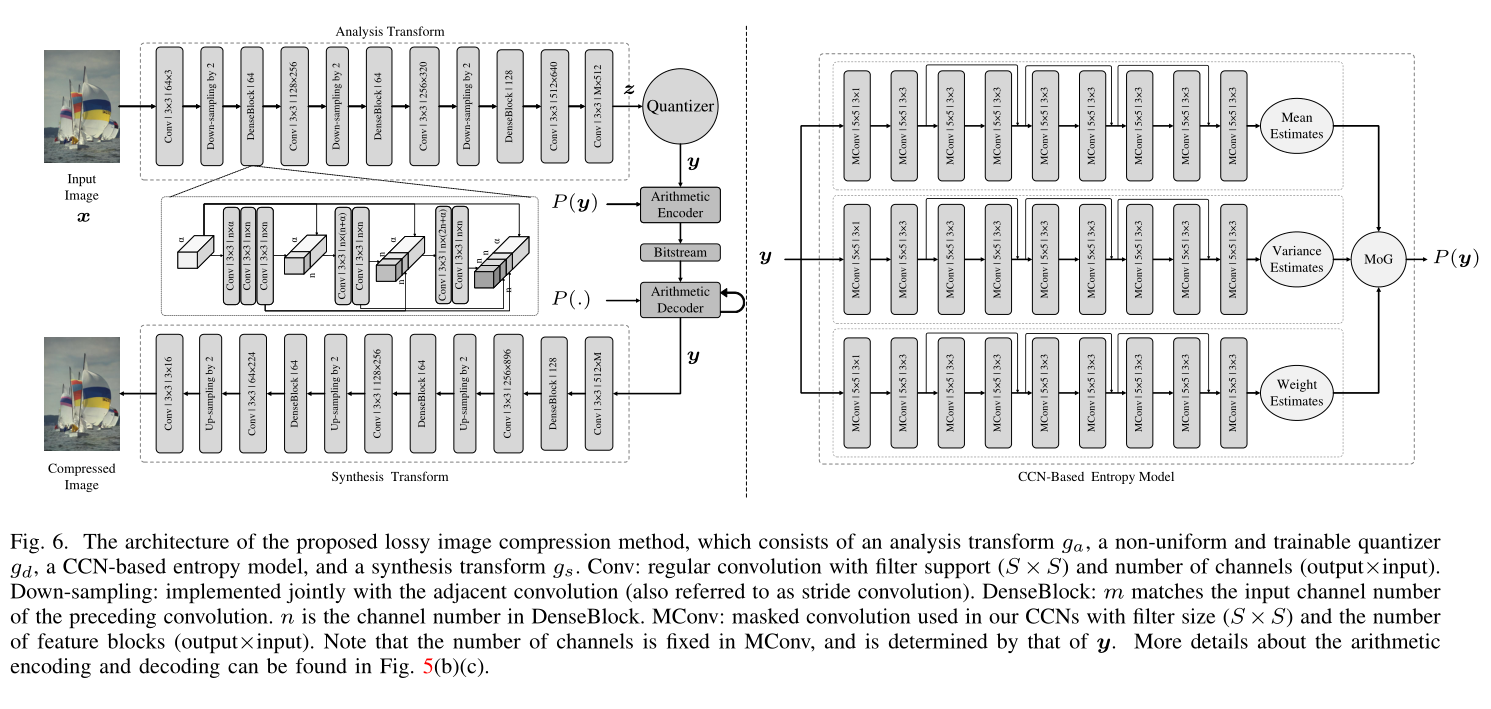 Analysis Transform
Input
Image
x
Conv | 3×3 | 64×3
Down-sampling by 2
DenseBlock | 64
Conv | 3×3 | 128×256
Down-sampling by 2
DenseBlock | 64
Conv | 3×3 | 256×320
Down-sampling by 2
DenseBlock | 128
Conv | 3×3 | 512×640
Conv | 3×3 | M×512
z
Quantizer
y
P(y)
Arithmetic
Encoder
Bitstream
P(.)
Arithmetic
Decoder
y
α
Conv | 3×3 | n×α
Conv | 3×3 | n×n
Conv | 3×3 | n×n
α
n
Conv | 3×3 | n×(n+α)
Conv | 3×3 | n×n
α
n
n
Conv | 3×3 | n×(2n+α)
Conv | 3×3 | n×n
α
n
n
n
Compressed
Image
Conv | 3×3 | 3×16
Up-sampling by 2
Conv | 3×3 | 64×224
DenseBlock | 64
Up-sampling by 2
Conv | 3×3 | 128×256
DenseBlock | 64
Up-sampling by 2
Conv | 3×3 | 256×896
DenseBlock | 128
Conv | 3×3 | 512×M
Synthesis Transform
y
MConv | 5×5 | 3×1
MConv | 5×5 | 3×3
MConv | 5×5 | 3×3
MConv | 5×5 | 3×3
MConv | 5×5 | 3×3
MConv | 5×5 | 3×3
MConv | 5×5 | 3×3
MConv | 5×5 | 3×3
MConv | 5×5 | 3×3
Mean
Estimates
MConv | 5×5 | 3×1
MConv | 5×5 | 3×3
MConv | 5×5 | 3×3
MConv | 5×5 | 3×3
MConv | 5×5 | 3×3
MConv | 5×5 | 3×3
MConv | 5×5 | 3×3
MConv | 5×5 | 3×3
MConv | 5×5 | 3×3
Variance
Estimates
MConv | 5×5 | 3×1
MConv | 5×5 | 3×3
MConv | 5×5 | 3×3
MConv | 5×5 | 3×3
MConv | 5×5 | 3×3
MConv | 5×5 | 3×3
MConv | 5×5 | 3×3
MConv | 5×5 | 3×3
MConv | 5×5 | 3×3
Weight
Estimates
MoG
P(y)
CCN-Based Entropy Model
Fig. 6. The architecture of the proposed lossy image compression method, which consists of an analysis transform gₐ, a non-uniform and trainable quantizer
g_d, a CCN-based entropy model, and a synthesis transform gₛ. Conv: regular convolution with filter support (S × S) and number of channels (output×input).
Down-sampling: implemented jointly with the adjacent convolution (also referred to as stride convolution). DenseBlock: m matches the input channel number
of the preceding convolution. n is the channel number in DenseBlock. MConv: masked convolution used in our CCNs with filter size (S × S) and the number
of feature blocks (output×input). Note that the number of channels is fixed in MConv, and is determined by that of y. More details about the arithmetic
encoding and decoding can be found in Fig. 5(b)(c).